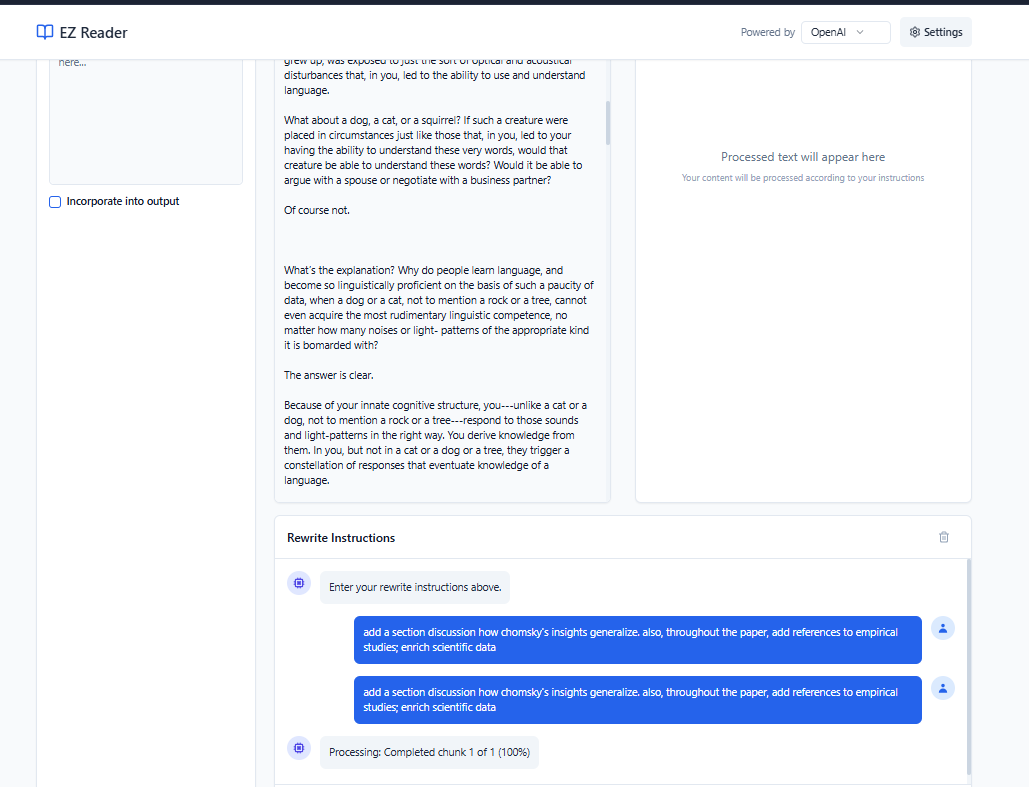 EZ Reader
Powered by
OpenAI
Settings
here...
Incorporate into output
grew up, was exposed to just the sort of optical and acoustical
disturbances that, in you, led to the ability to use and understand
language.
What about a dog, a cat, or a squirrel? If such a creature were
placed in circumstances just like those that, in you, led to your
having the ability to understand these very words, would that
creature be able to understand these words? Would it be able to
argue with a spouse or negotiate with a business partner?
Of course not.
What's the explanation? Why do people learn language, and
become so linguistically proficient on the basis of such a paucity of
data, when a dog or a cat, not to mention a rock or a tree, cannot
even acquire the most rudimentary linguistic competence, no
matter how many noises or light- patterns of the appropriate kind
it is bomarded with?
The answer is clear.
Because of your innate cognitive structure, you---unlike a cat or a
dog, not to mention a rock or a tree---respond to those sounds
and light-patterns in the right way. You derive knowledge from
them. In you, but not in a cat or a dog or a tree, they trigger a
constellation of responses that eventuate knowledge of a
language.
Processed text will appear here
Your content will be processed according to your instructions
Rewrite Instructions
Enter your rewrite instructions above.
add a section discussion how chomsky's insights generalize. also, throughout the paper, add references to empirical
studies; enrich scientific data
add a section discussion how chomsky's insights generalize. also, throughout the paper, add references to empirical
studies; enrich scientific data
Processing: Completed chunk 1 of 1 (100%)